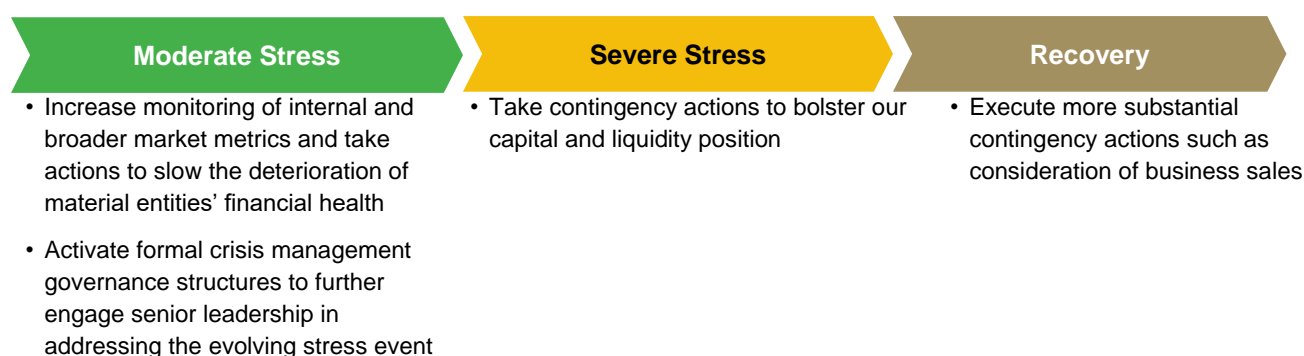 Moderate Stress
• Increase monitoring of internal and
broader market metrics and take
actions to slow the deterioration of
material entities’ financial health
• Activate formal crisis management
governance structures to further
engage senior leadership in
addressing the evolving stress event
Severe Stress
• Take contingency actions to bolster our
capital and liquidity position
Recovery
• Execute more substantial
contingency actions such as
consideration of business sales